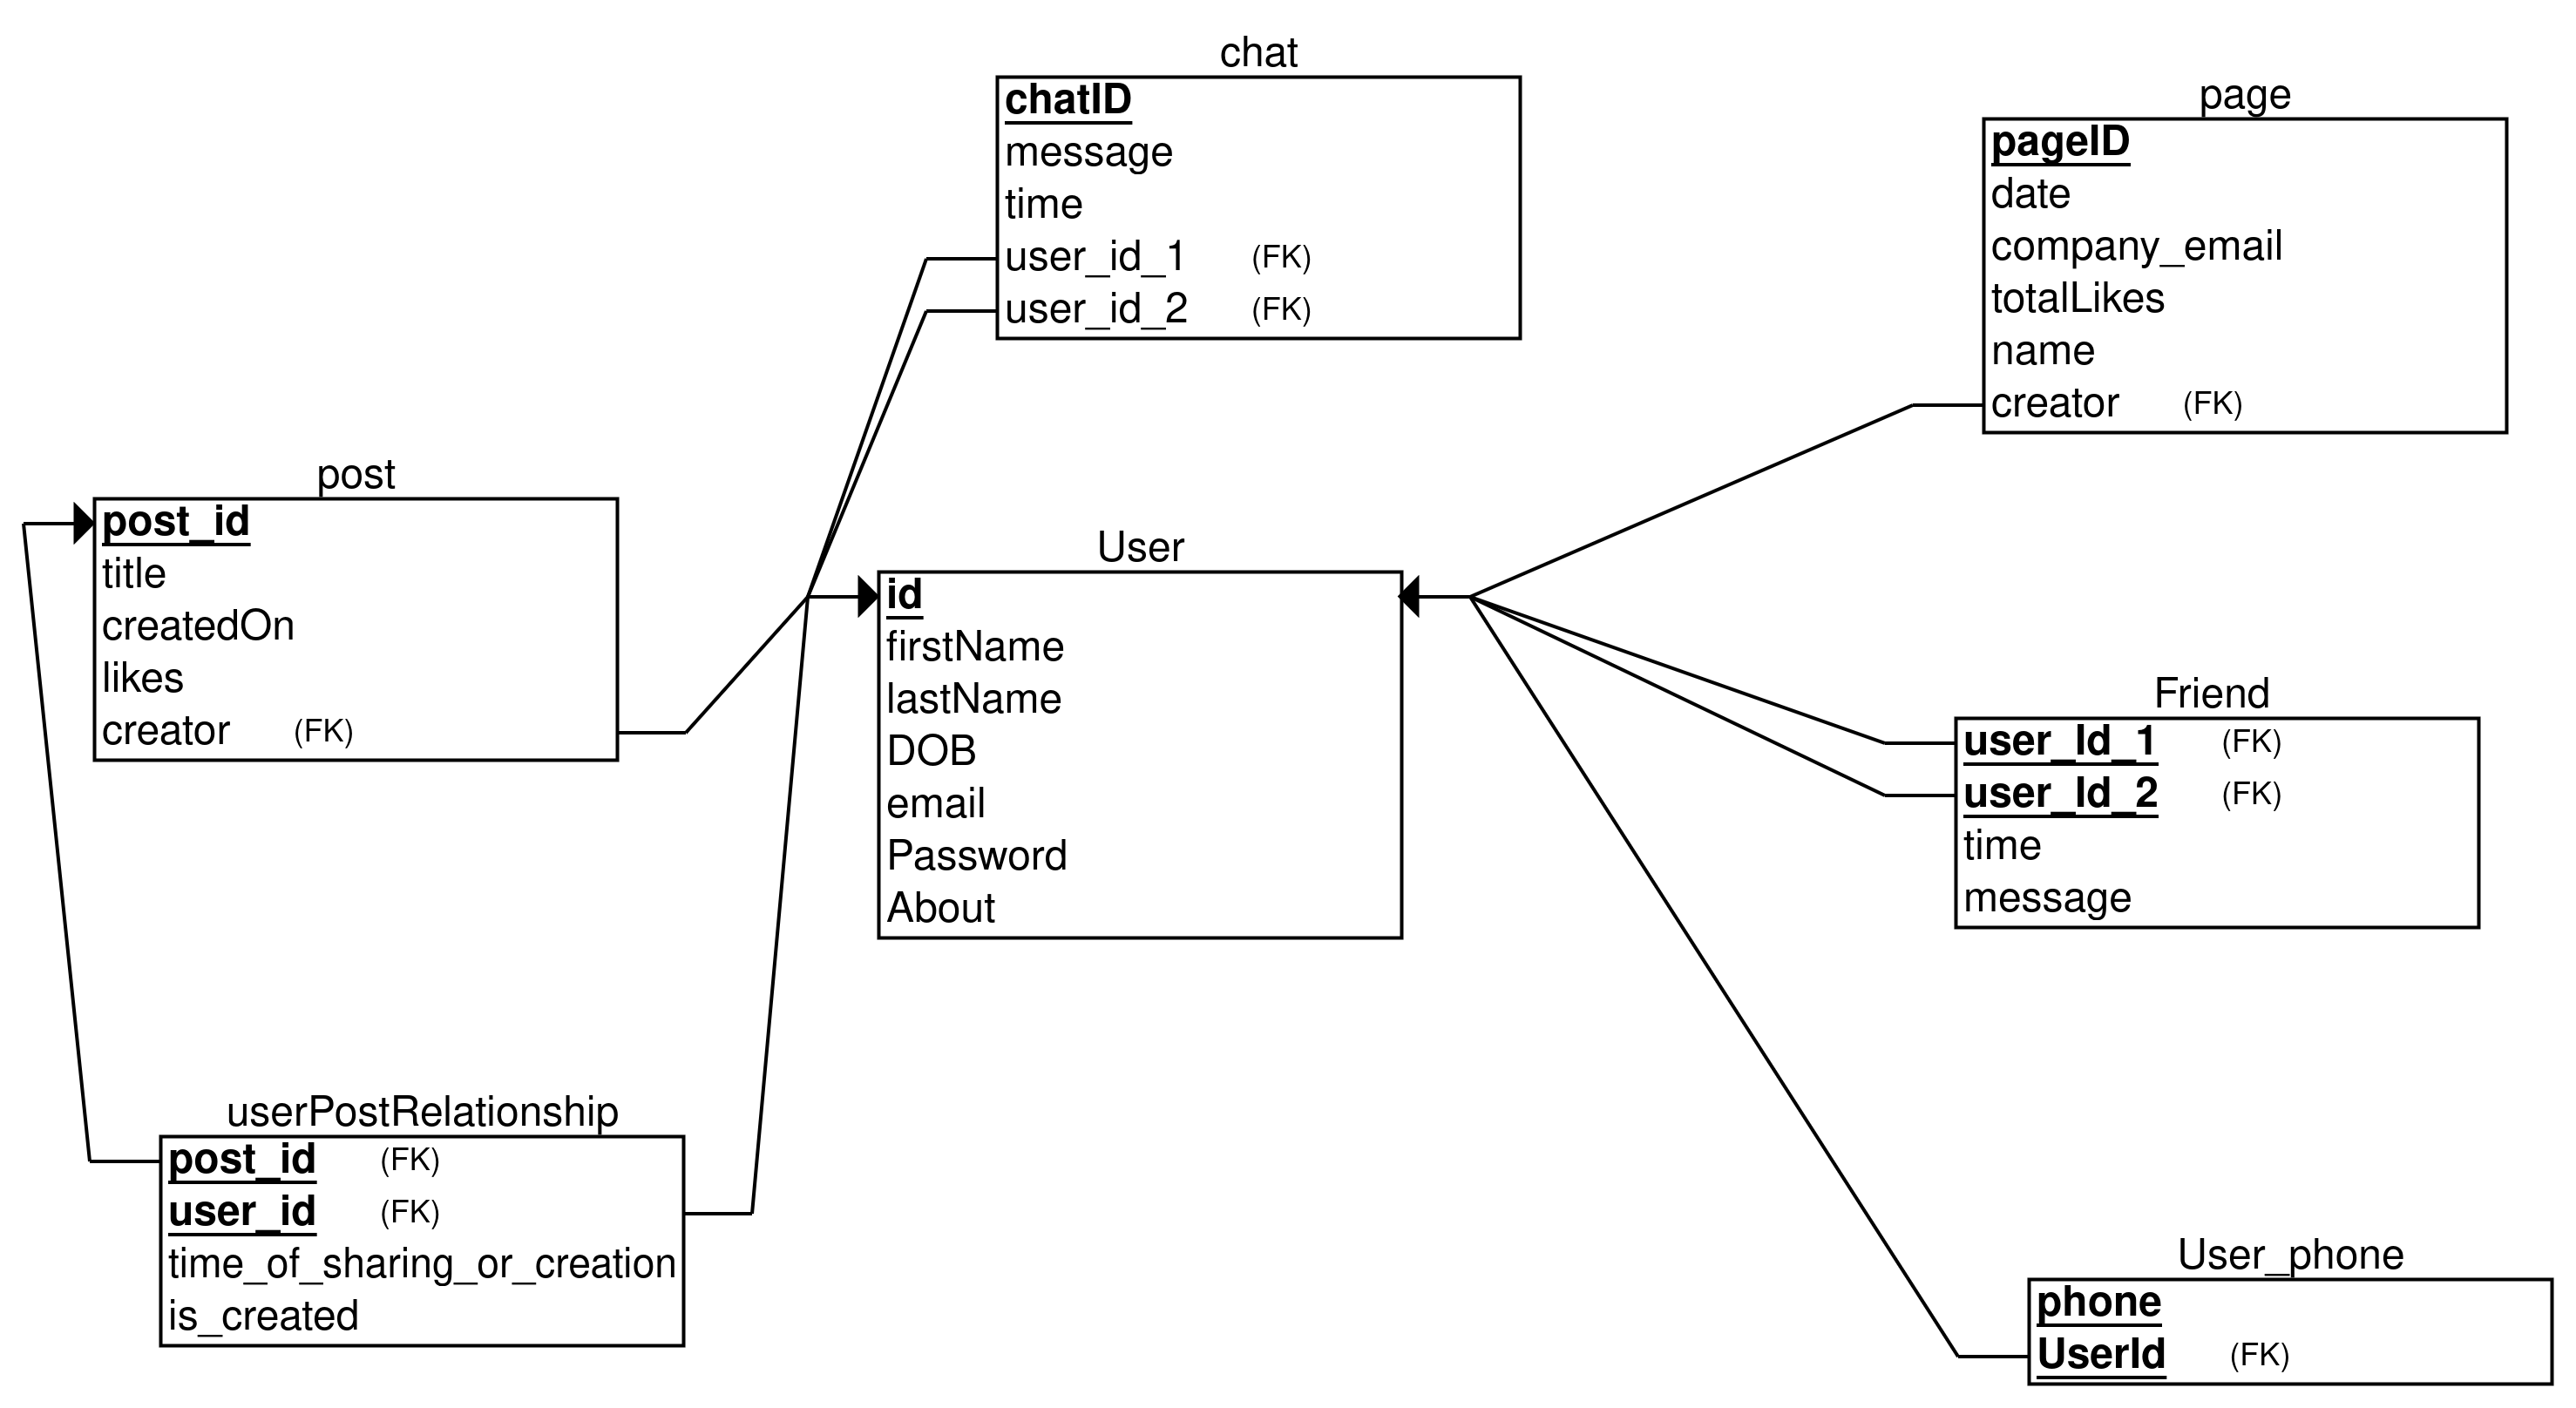 chat
chatID
message
time
user_id_1 (FK)
user_id_2 (FK)
page
pageID
date
company_email
totalLikes
name
creator (FK)
post
post_id
title
createdOn
likes
creator (FK)
User
id
firstName
lastName
DOB
email
Password
About
Friend
user_Id_1 (FK)
user_Id_2 (FK)
time
message
userPostRelationship
post_id (FK)
user_id (FK)
time_of_sharing_or_creation
is_created
User_phone
phone
UserId (FK)